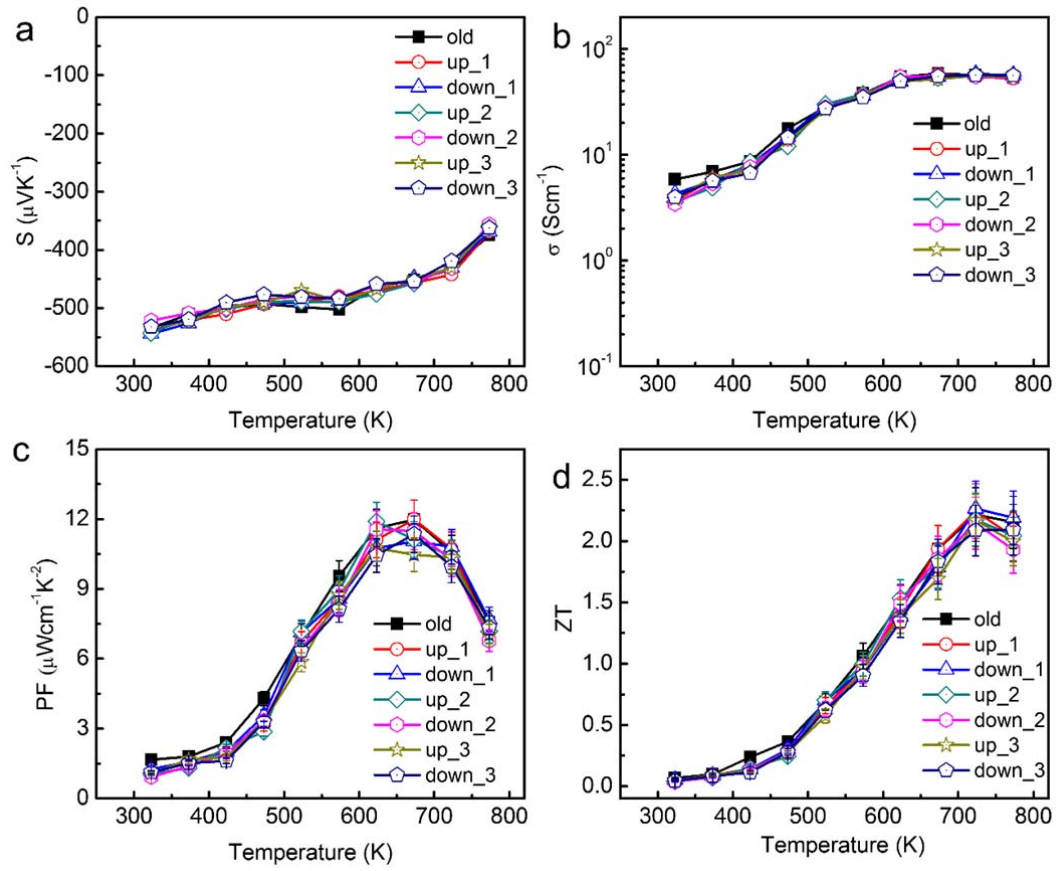 a
0
-100
-200
-300
-400
-500
-600
S (μVK⁻¹)
300 400 500 600 700 800
Temperature (K)
old
up_1
down_1
up_2
down_2
up_3
down_3
b
10²
10¹
10⁰
10⁻¹
σ (Scm⁻¹)
300 400 500 600 700 800
Temperature (K)
old
up_1
down_1
up_2
down_2
up_3
down_3
c
15
12
9
6
3
0
PF (μWcm⁻¹K⁻²)
300 400 500 600 700 800
Temperature (K)
old
up_1
down_1
up_2
down_2
up_3
down_3
d
2.5
2.0
1.5
1.0
0.5
0.0
ZT
300 400 500 600 700 800
Temperature (K)
old
up_1
down_1
up_2
down_2
up_3
down_3